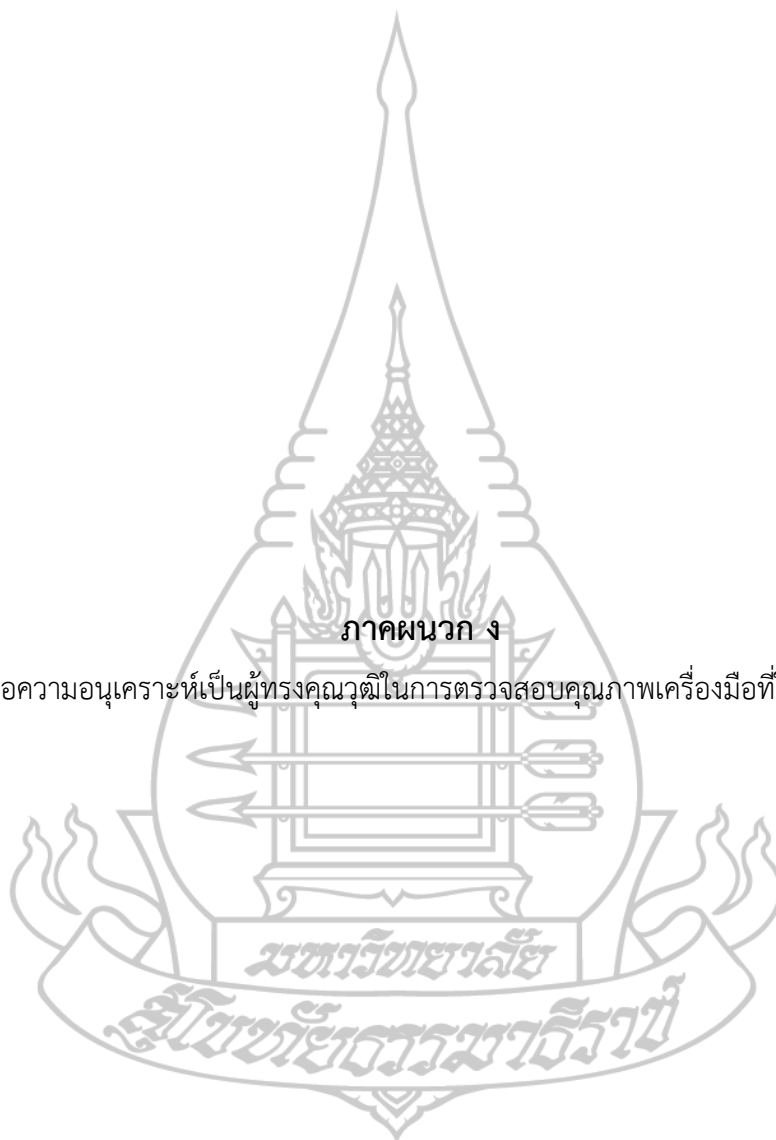 ภาคผนวก ง
อความอนุเคราะห์เป็นผู้ทรงคุณวุฒิในการตรวจสอบคุณภาพเครื่องมือที่
มหาวิทยาลัย
สุโขทัยธรรมาธิราช